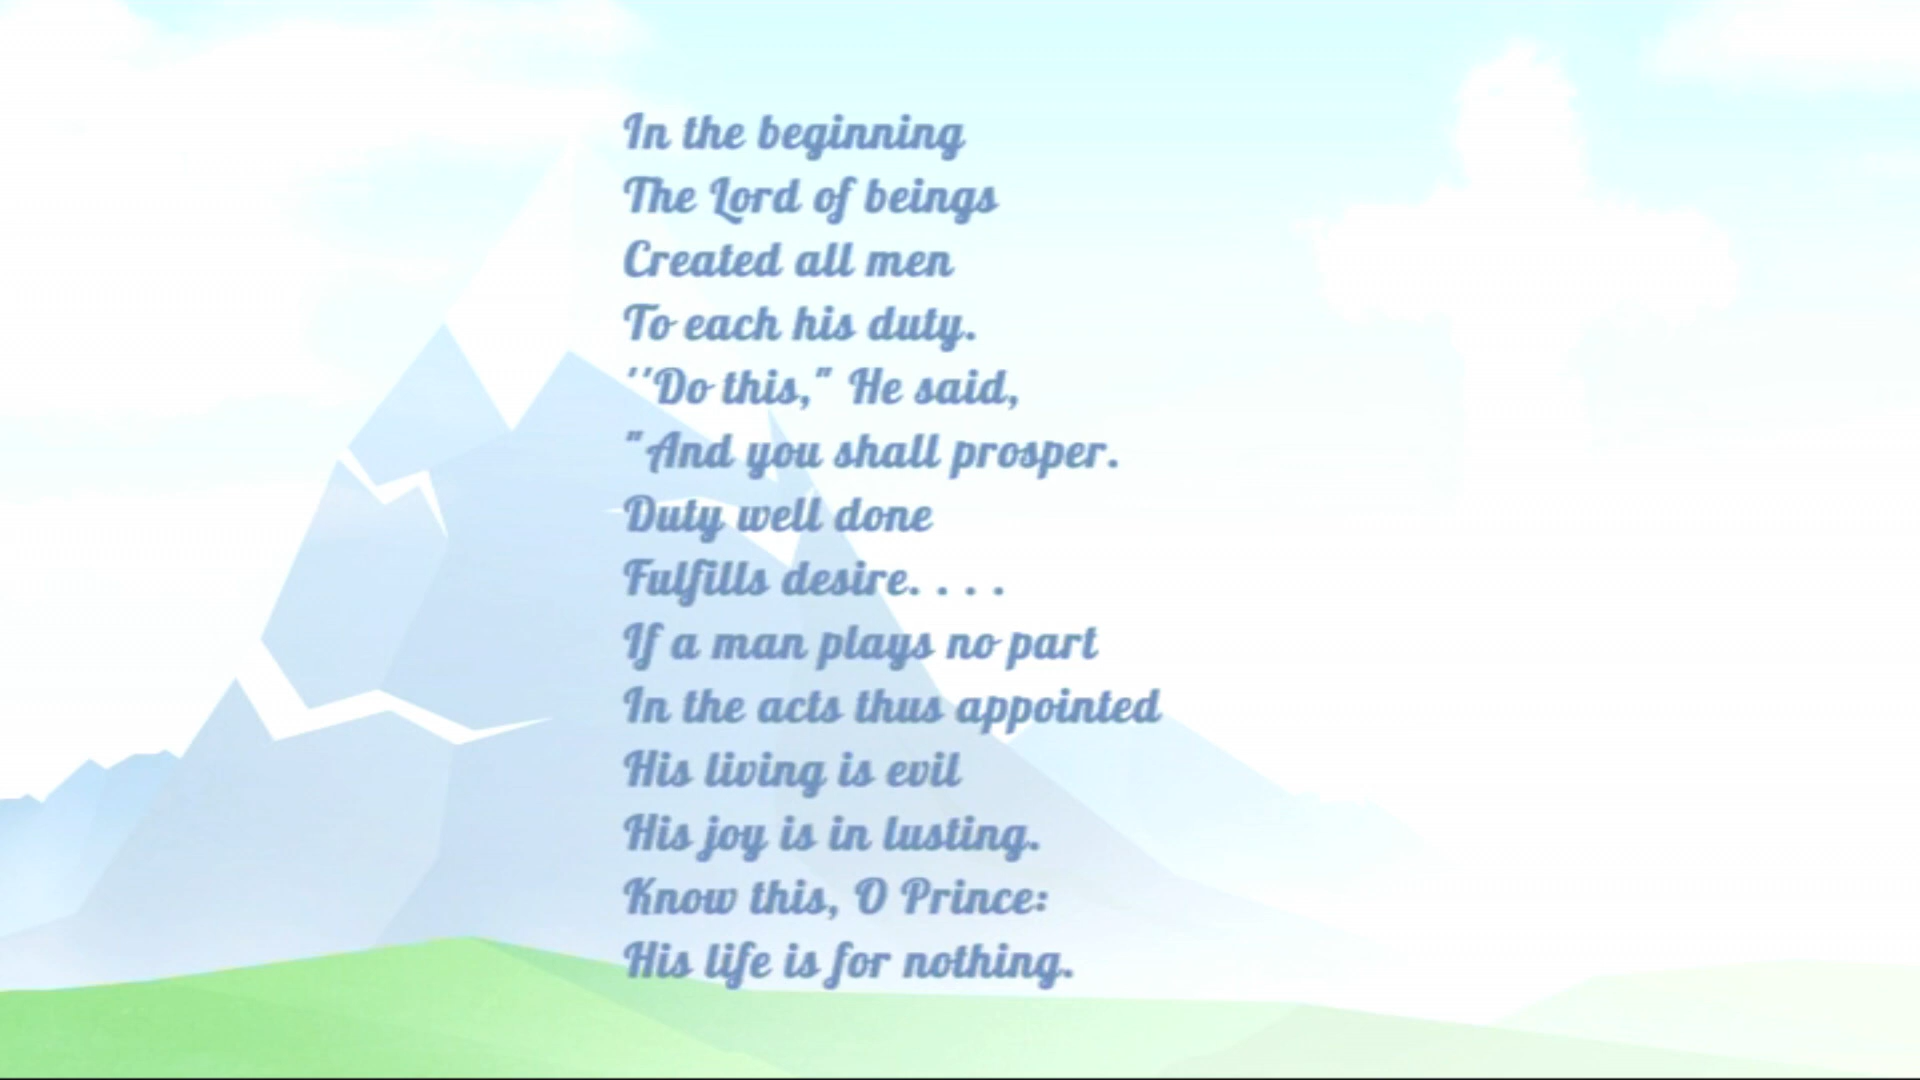 In the beginning
The Lord of beings
Created all men
To each his duty.
''Do this," He said,
"And you shall prosper.
Duty well done
Fulfills desire. . . .
If a man plays no part
In the acts thus appointed
His living is evil
His joy is in lusting.
Know this, O Prince:
His life is for nothing.